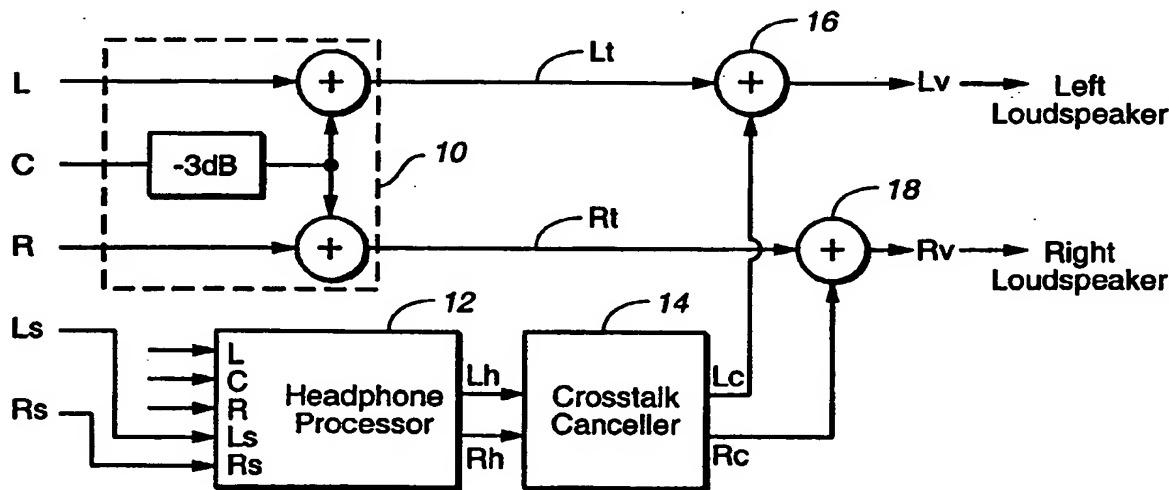 16
L
+
Lt
+
Lv
Left
Loudspeaker
C
-3dB
10
18
R
+
Rt
+
Rv
Right
Loudspeaker
12
14
Ls
L
C
R
Ls
Rs
Headphone
Processor
Lh
Rh
Crosstalk
Canceller
Lc
Rc
Rs